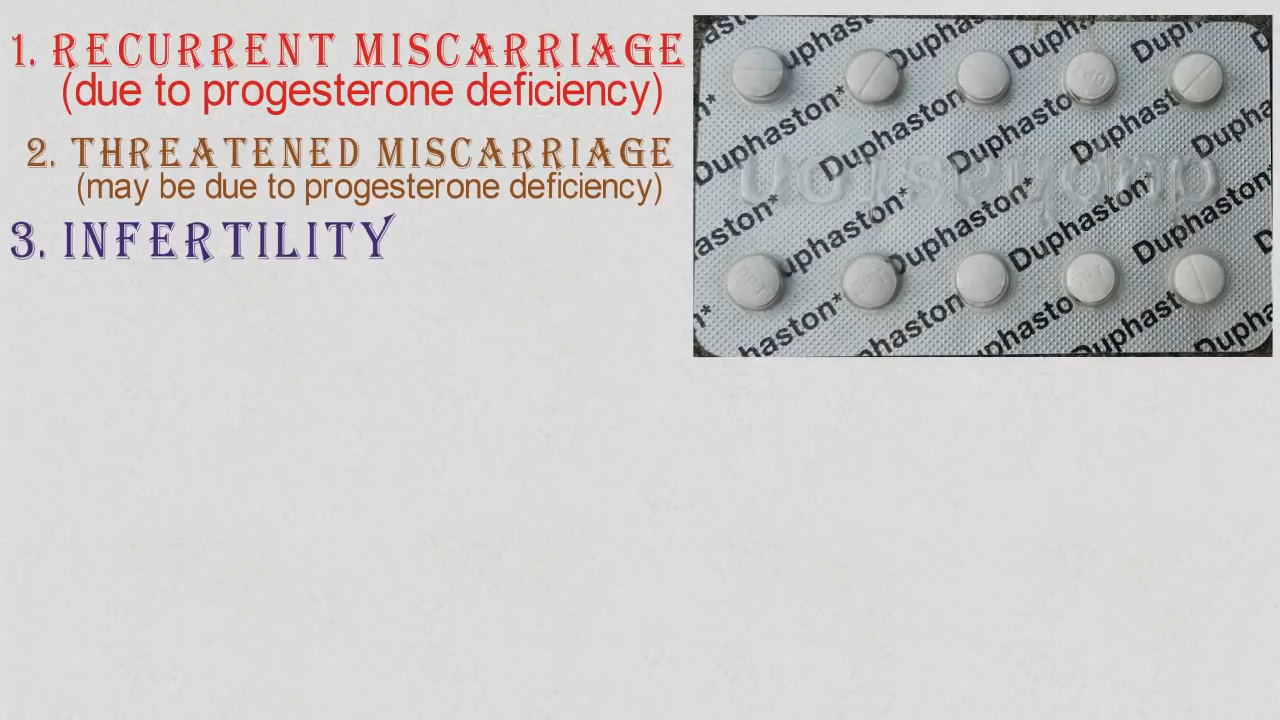 1. RECURRENT MISCARRIAGE
(due to progesterone deficiency)
2. THREATENED MISCARRIAGE
(may be due to progesterone deficiency)
3. INFERTILITY
Duphaston*
Duphaston
Duphaston
Duphaston*
Duphaston*
Duphaston*
Duphaston*